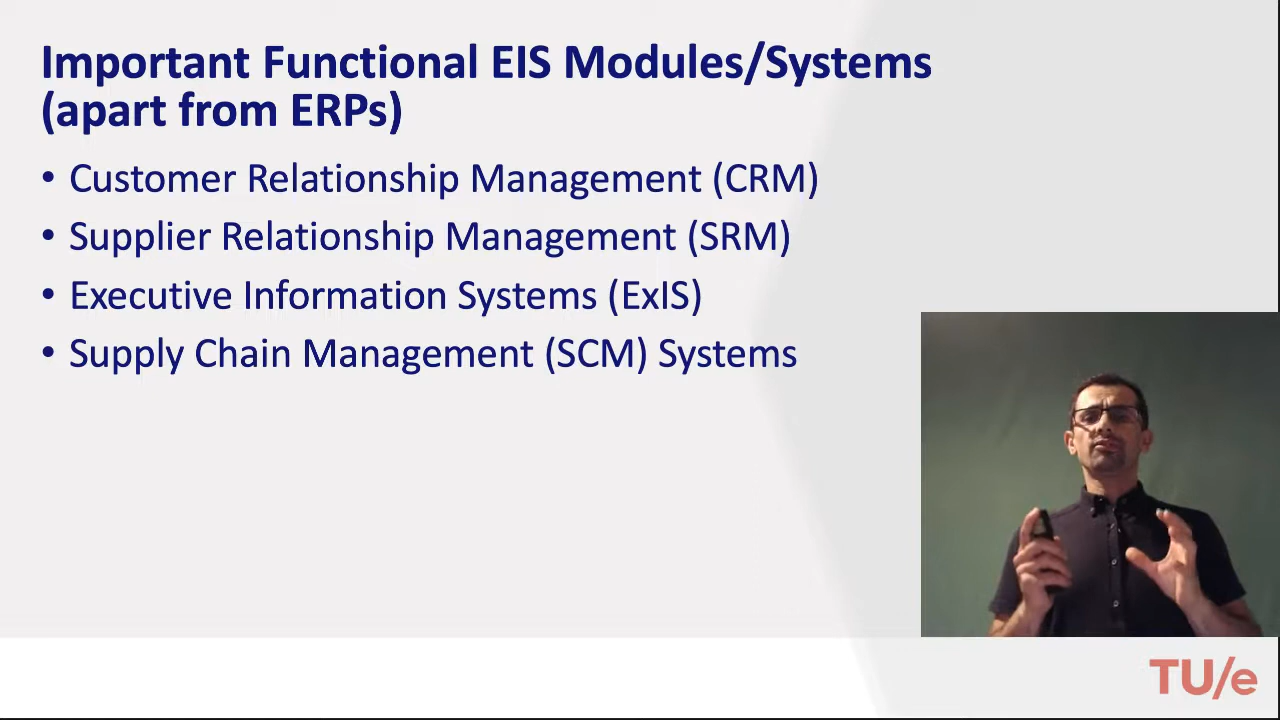 Important Functional EIS Modules/Systems
(apart from ERPs)
• Customer Relationship Management (CRM)
• Supplier Relationship Management (SRM)
• Executive Information Systems (ExIS)
• Supply Chain Management (SCM) Systems
TU/e